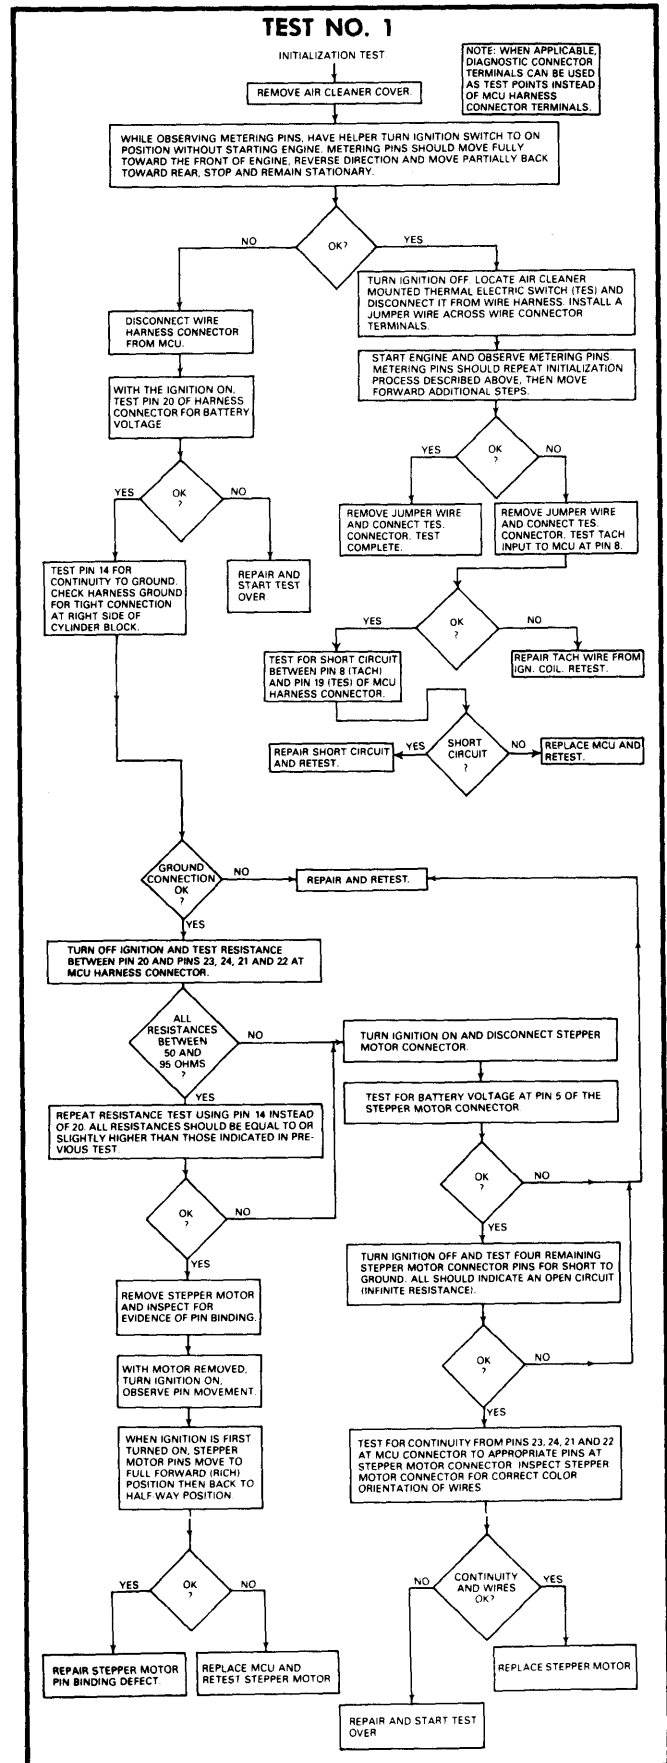 TEST NO. 1
INITIALIZATION TEST
NOTE: WHEN APPLICABLE,
DIAGNOSTIC CONNECTOR
TERMINALS CAN BE USED
AS TEST POINTS INSTEAD
OF MCU HARNESS
CONNECTOR TERMINALS.
REMOVE AIR CLEANER COVER.
WHILE OBSERVING METERING PINS, HAVE HELPER TURN IGNITION SWITCH TO ON
POSITION WITHOUT STARTING ENGINE. METERING PINS SHOULD MOVE FULLY
TOWARD THE FRONT OF ENGINE, REVERSE DIRECTION AND MOVE PARTIALLY BACK
TOWARD REAR, STOP AND REMAIN STATIONARY.
NO
OK?
YES
DISCONNECT WIRE
HARNESS CONNECTOR
FROM MCU.
WITH THE IGNITION ON,
TEST PIN 20 OF HARNESS
CONNECTOR FOR BATTERY
VOLTAGE
YES
OK
?
NO
TEST PIN 14 FOR
CONTINUITY TO GROUND.
CHECK HARNESS GROUND
FOR TIGHT CONNECTION
AT RIGHT SIDE OF
CYLINDER BLOCK.
REPAIR AND
START TEST
OVER.
TURN IGNITION OFF. LOCATE AIR CLEANER
MOUNTED THERMAL ELECTRIC SWITCH (TES) AND
DISCONNECT IT FROM WIRE HARNESS. INSTALL A
JUMPER WIRE ACROSS WIRE CONNECTOR
TERMINALS.
START ENGINE AND OBSERVE METERING PINS.
METERING PINS SHOULD REPEAT INITIALIZATION
PROCESS DESCRIBED ABOVE, THEN MOVE
FORWARD ADDITIONAL STEPS.
YES
OK
?
NO
REMOVE JUMPER WIRE
AND CONNECT TES.
CONNECTOR. TEST
COMPLETE.
REMOVE JUMPER WIRE
AND CONNECT TES.
CONNECTOR. TEST TACH
INPUT TO MCU AT PIN 8.
YES
OK
?
NO
TEST FOR SHORT CIRCUIT
BETWEEN PIN 8 (TACH)
AND PIN 19 (TES) OF MCU
HARNESS CONNECTOR.
REPAIR TACH WIRE FROM
IGN. COIL. RETEST.
REPAIR SHORT CIRCUIT
AND RETEST.
YES
SHORT
CIRCUIT
?
NO
REPLACE MCU AND
RETEST.
GROUND
CONNECTION
OK
?
NO
REPAIR AND RETEST.
YES
TURN OFF IGNITION AND TEST RESISTANCE
BETWEEN PIN 20 AND PINS 23, 24, 21 AND 22 AT
MCU HARNESS CONNECTOR.
ALL
RESISTANCES
BETWEEN
50 AND
95 OHMS
?
NO
YES
REPEAT RESISTANCE TEST USING PIN 14 INSTEAD
OF 20. ALL RESISTANCES SHOULD BE EQUAL TO OR
SLIGHTLY HIGHER THAN THOSE INDICATED IN PRE-
VIOUS TEST.
OK
?
NO
YES
REMOVE STEPPER MOTOR
AND INSPECT FOR
EVIDENCE OF PIN BINDING.
WITH MOTOR REMOVED,
TURN IGNITION ON,
OBSERVE PIN MOVEMENT.
WHEN IGNITION IS FIRST
TURNED ON, STEPPER
MOTOR PINS MOVE TO
FULL FORWARD (RICH)
POSITION THEN BACK TO
HALF-WAY POSITION
YES
OK
?
NO
REPAIR STEPPER MOTOR
PIN BINDING DEFECT.
REPLACE MCU AND
RETEST STEPPER MOTOR
TURN IGNITION ON AND DISCONNECT STEPPER
MOTOR CONNECTOR.
TEST FOR BATTERY VOLTAGE AT PIN 5 OF THE
STEPPER MOTOR CONNECTOR
OK
?
NO
YES
TURN IGNITION OFF AND TEST FOUR REMAINING
STEPPER MOTOR CONNECTOR PINS FOR SHORT TO
GROUND. ALL SHOULD INDICATE AN OPEN CIRCUIT
(INFINITE RESISTANCE).
OK
?
NO
YES
TEST FOR CONTINUITY FROM PINS 23, 24, 21 AND 22
AT MCU CONNECTOR TO APPROPRIATE PINS AT
STEPPER MOTOR CONNECTOR INSPECT STEPPER
MOTOR CONNECTOR FOR CORRECT COLOR
ORIENTATION OF WIRES
NO
CONTINUITY
AND WIRES
OK?
YES
REPLACE STEPPER MOTOR
REPAIR AND START TEST
OVER